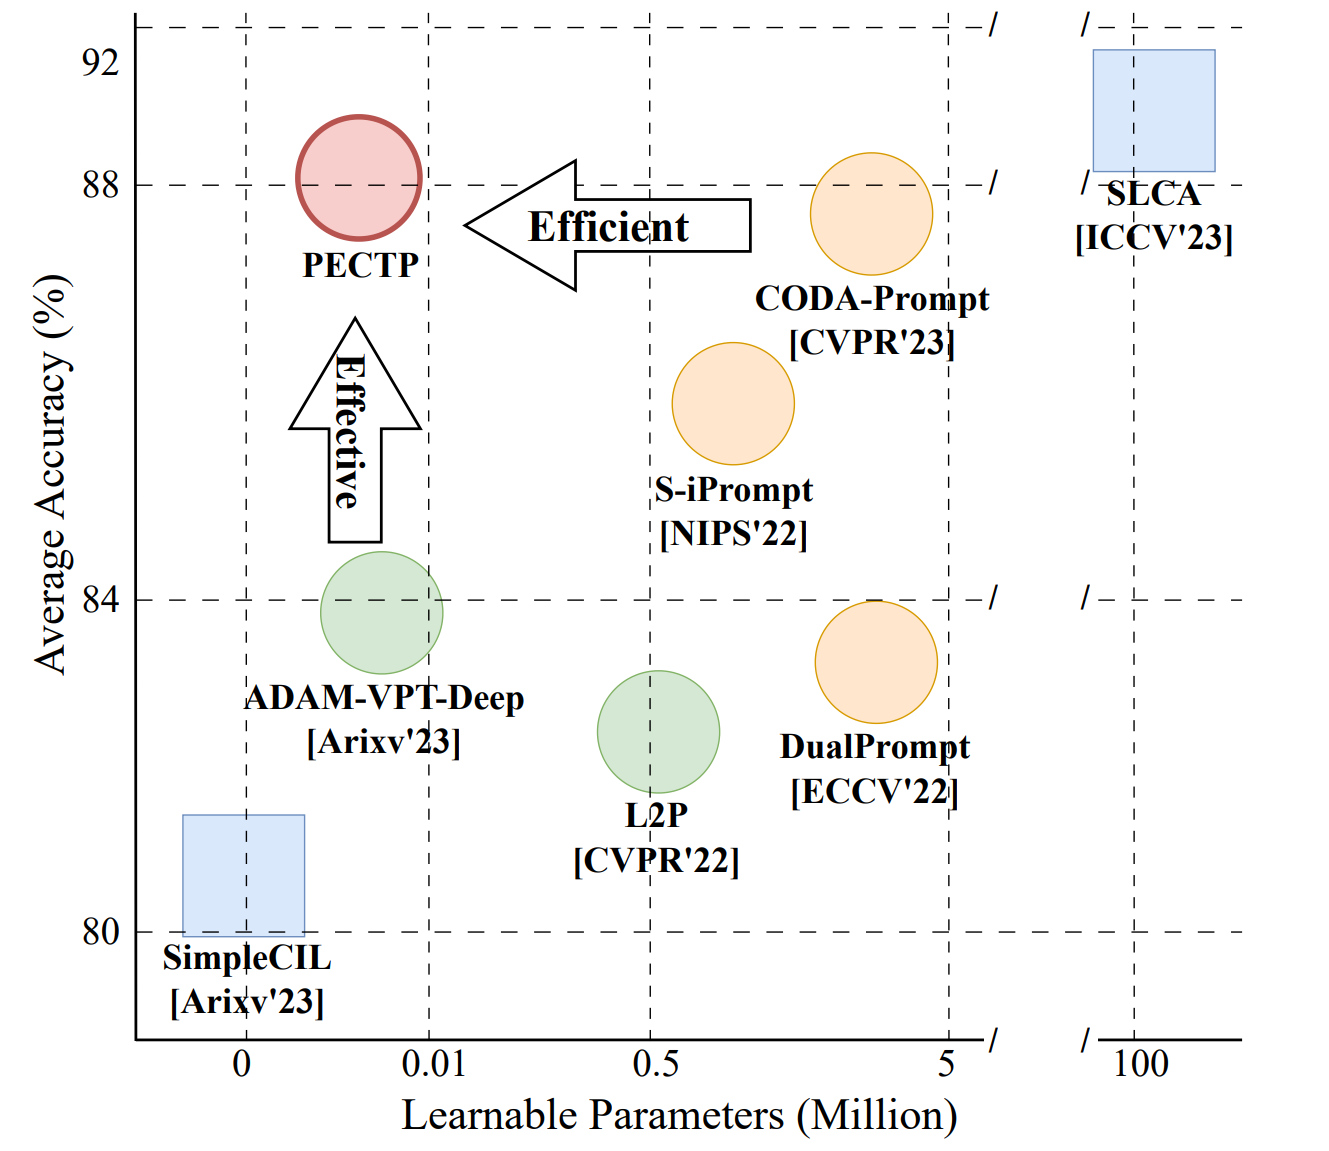 92
88
84
80
Average Accuracy (%)
PECTP
Efficient
Effective
CODA-Prompt
[CVPR'23]
SLCA
[ICCV'23]
S-iPrompt
[NIPS'22]
ADAM-VPT-Deep
[Arixv'23]
L2P
[CVPR'22]
DualPrompt
[ECCV'22]
SimpleCIL
[Arixv'23]
0 0.01 0.5 5 100
Learnable Parameters (Million)